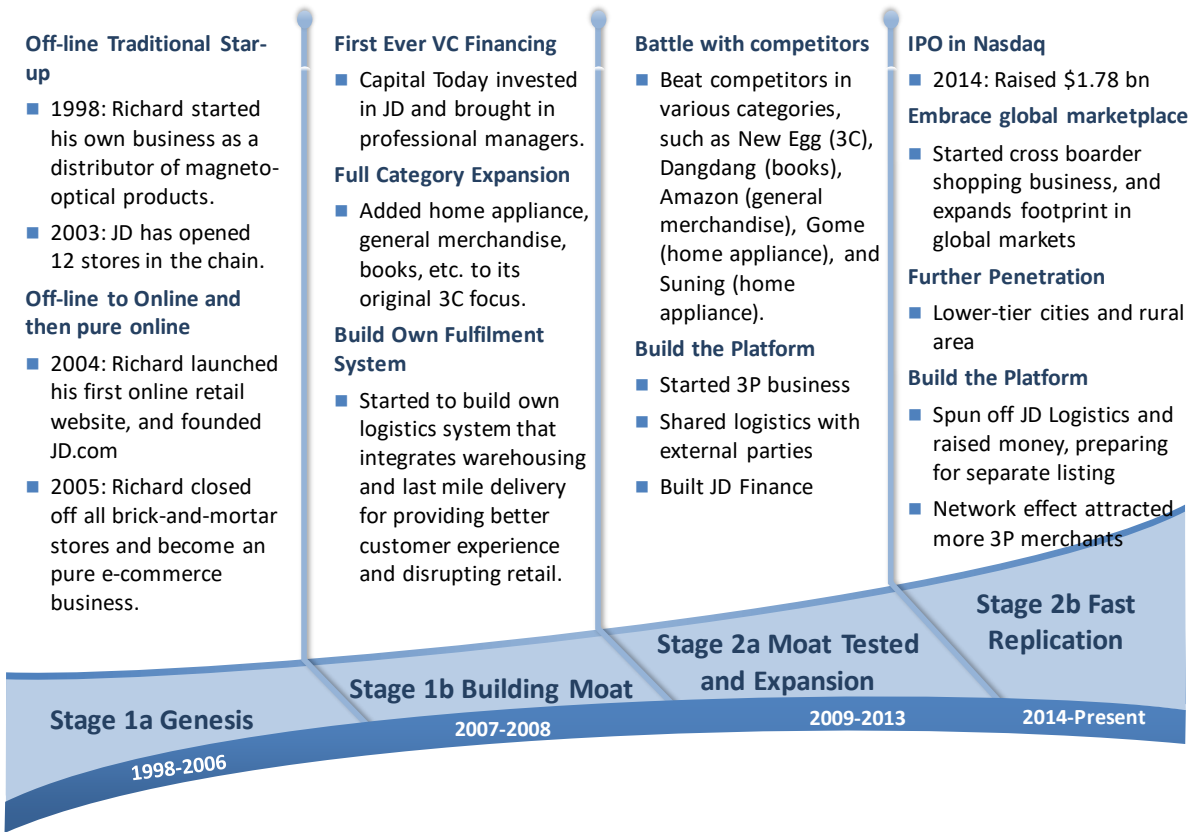 Off-line Traditional Star-
up
■ 1998: Richard started
his own business as a
distributor of magneto-
optical products.
■ 2003: JD has opened
12 stores in the chain.
Off-line to Online and
then pure online
■ 2004: Richard launched
his first online retail
website, and founded
JD.com
■ 2005: Richard closed
off all brick-and-mortar
stores and become an
pure e-commerce
business.
First Ever VC Financing
■ Capital Today invested
in JD and brought in
professional managers.
Full Category Expansion
■ Added home appliance,
general merchandise,
books, etc. to its
original 3C focus.
Build Own Fulfilment
System
■ Started to build own
logistics system that
integrates warehousing
and last mile delivery
for providing better
customer experience
and disrupting retail.
Battle with competitors
■ Beat competitors in
various categories,
such as New Egg (3C),
Dangdang (books),
Amazon (general
merchandise), Gome
(home appliance), and
Suning (home
appliance).
Build the Platform
■ Started 3P business
■ Shared logistics with
external parties
■ Built JD Finance
IPO in Nasdaq
■ 2014: Raised $1.78 bn
Embrace global marketplace
■ Started cross boarder
shopping business, and
expands footprint in
global markets
Further Penetration
■ Lower-tier cities and rural
area
Build the Platform
■ Spun off JD Logistics and
raised money, preparing
for separate listing
■ Network effect attracted
more 3P merchants
Stage 1a Genesis
1998-2006
Stage 1b Building Moat
2007-2008
Stage 2a Moat Tested
and Expansion
2009-2013
Stage 2b Fast
Replication
2014-Present